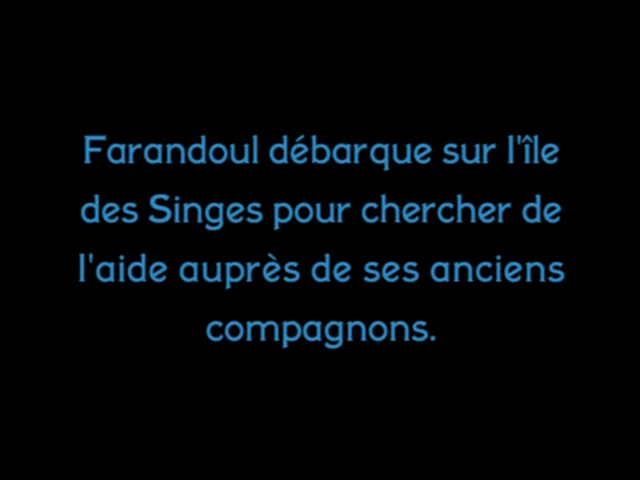 Farandoul débarque sur l'île
des Singes pour chercher de
l'aide auprès de ses anciens
compagnons.